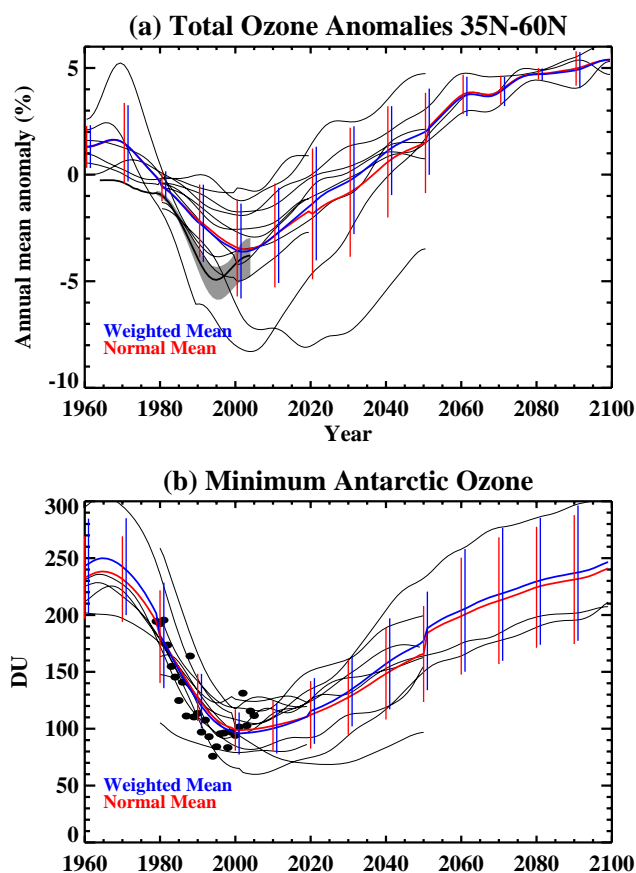 (a) Total Ozone Anomalies 35N-60N
Annual mean anomaly (%)
5
0
-5
-10
Weighted Mean
Normal Mean
1960 1980 2000 2020 2040 2060 2080 2100
Year
(b) Minimum Antarctic Ozone
DU
300
250
200
150
100
50
0
Weighted Mean
Normal Mean
1960 1980 2000 2020 2040 2060 2080 2100